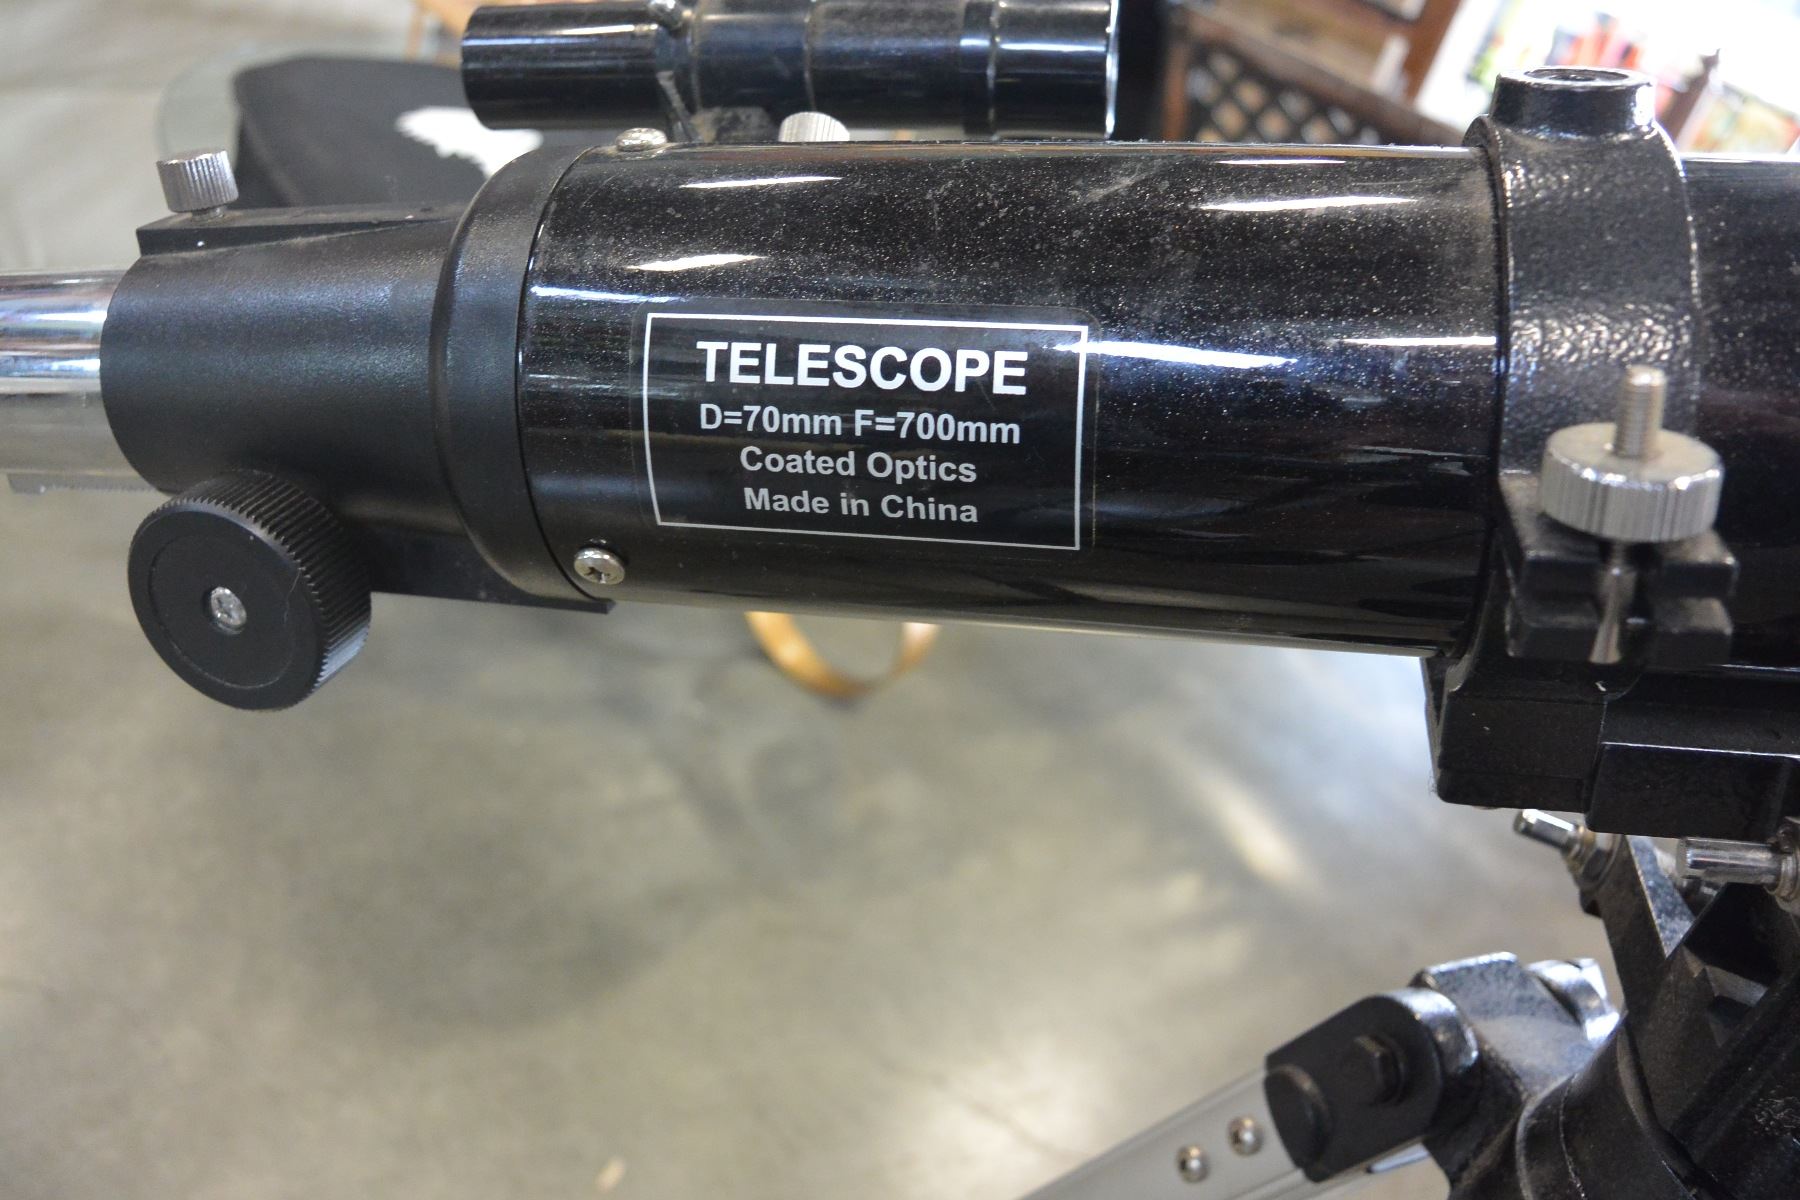 TELESCOPE
D=70mm F=700mm
Coated Optics
Made in China